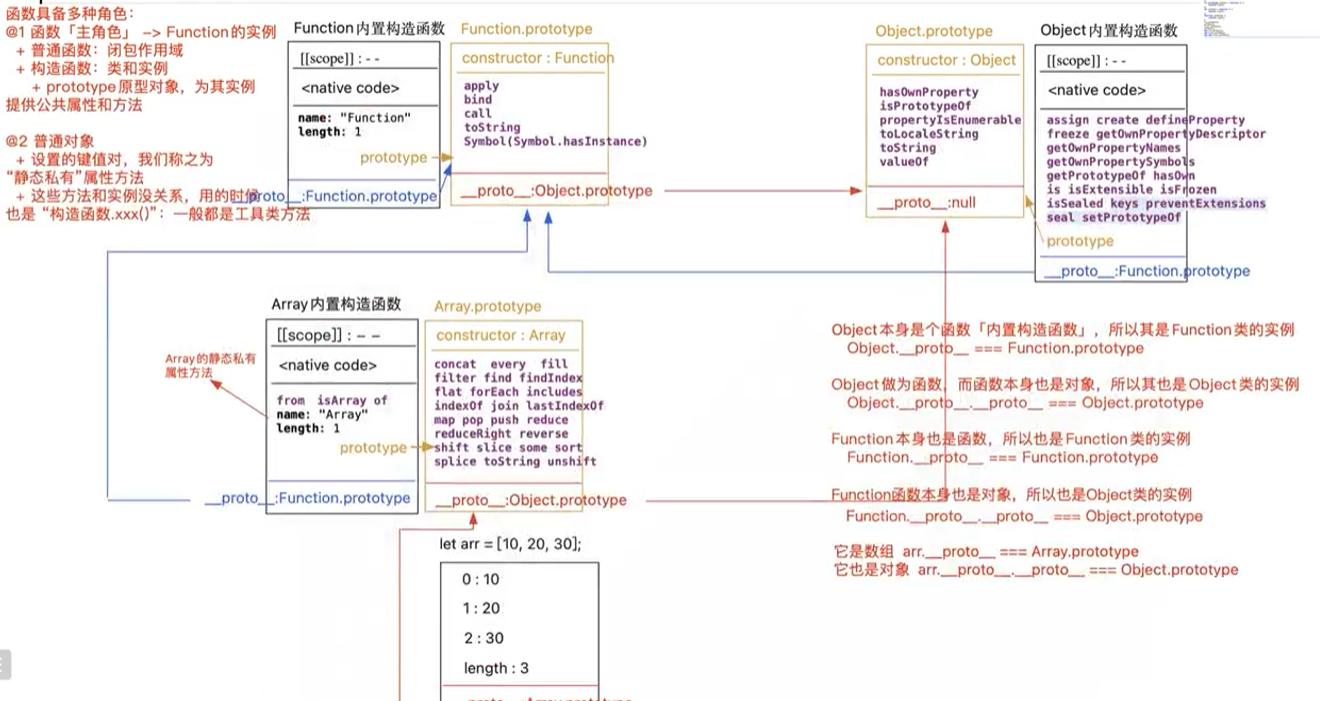 函数具备多种角色：
@1 函数「主角色」 -> Function的实例
+ 普通函数：闭包作用域
+ 构造函数：类和实例
+ prototype原型对象，为其实例
提供公共属性和方法
@2 普通对象
+ 设置的键值对，我们称之为
“静态私有”属性方法
+ 这些方法和实例没关系，用的时候
也是 “构造函数.xxx()”：一般都是工具类方法
Function内置构造函数
[[scope]] : - -
<native code>
name: "Function"
length: 1
prototype
__proto__:Function.prototype
Function.prototype
constructor : Function
apply
bind
call
toString
Symbol(Symbol.hasInstance)
__proto__:Object.prototype
Object.prototype
constructor : Object
hasOwnProperty
isPrototypeOf
propertyIsEnumerable
toLocaleString
toString
valueOf
__proto__:null
Object内置构造函数
[[scope]] : - -
<native code>
assign create defineProperty
freeze getOwnPropertyDescriptor
getOwnPropertyNames
getOwnPropertySymbols
getPrototypeOf hasOwn
is isExtensible isFrozen
isSealed keys preventExtensions
seal setPrototypeOf
prototype
__proto__:Function.prototype
Array内置构造函数
[[scope]] : - -
<native code>
from isArray of
name: "Array"
length: 1
prototype
__proto__:Function.prototype
Array的静态私有
属性方法
Array.prototype
constructor : Array
concat every fill
filter find findIndex
flat forEach includes
indexOf join lastIndexOf
map pop push reduce
reduceRight reverse
shift slice some sort
splice toString unshift
__proto__:Object.prototype
let arr = [10, 20, 30];
0 : 10
1 : 20
2 : 30
length : 3
Object本身是个函数「内置构造函数」，所以其是Function类的实例
Object.__proto__ === Function.prototype
Object做为函数，而函数本身也是对象，所以其也是Object类的实例
Object.__proto__.__proto__ === Object.prototype
Function本身也是函数，所以也是Function类的实例
Function.__proto__ === Function.prototype
Function函数本身也是对象，所以也是Object类的实例
Function.__proto__.__proto__ === Object.prototype
它是数组 arr.__proto__ === Array.prototype
它也是对象 arr.__proto__.__proto__ === Object.prototype